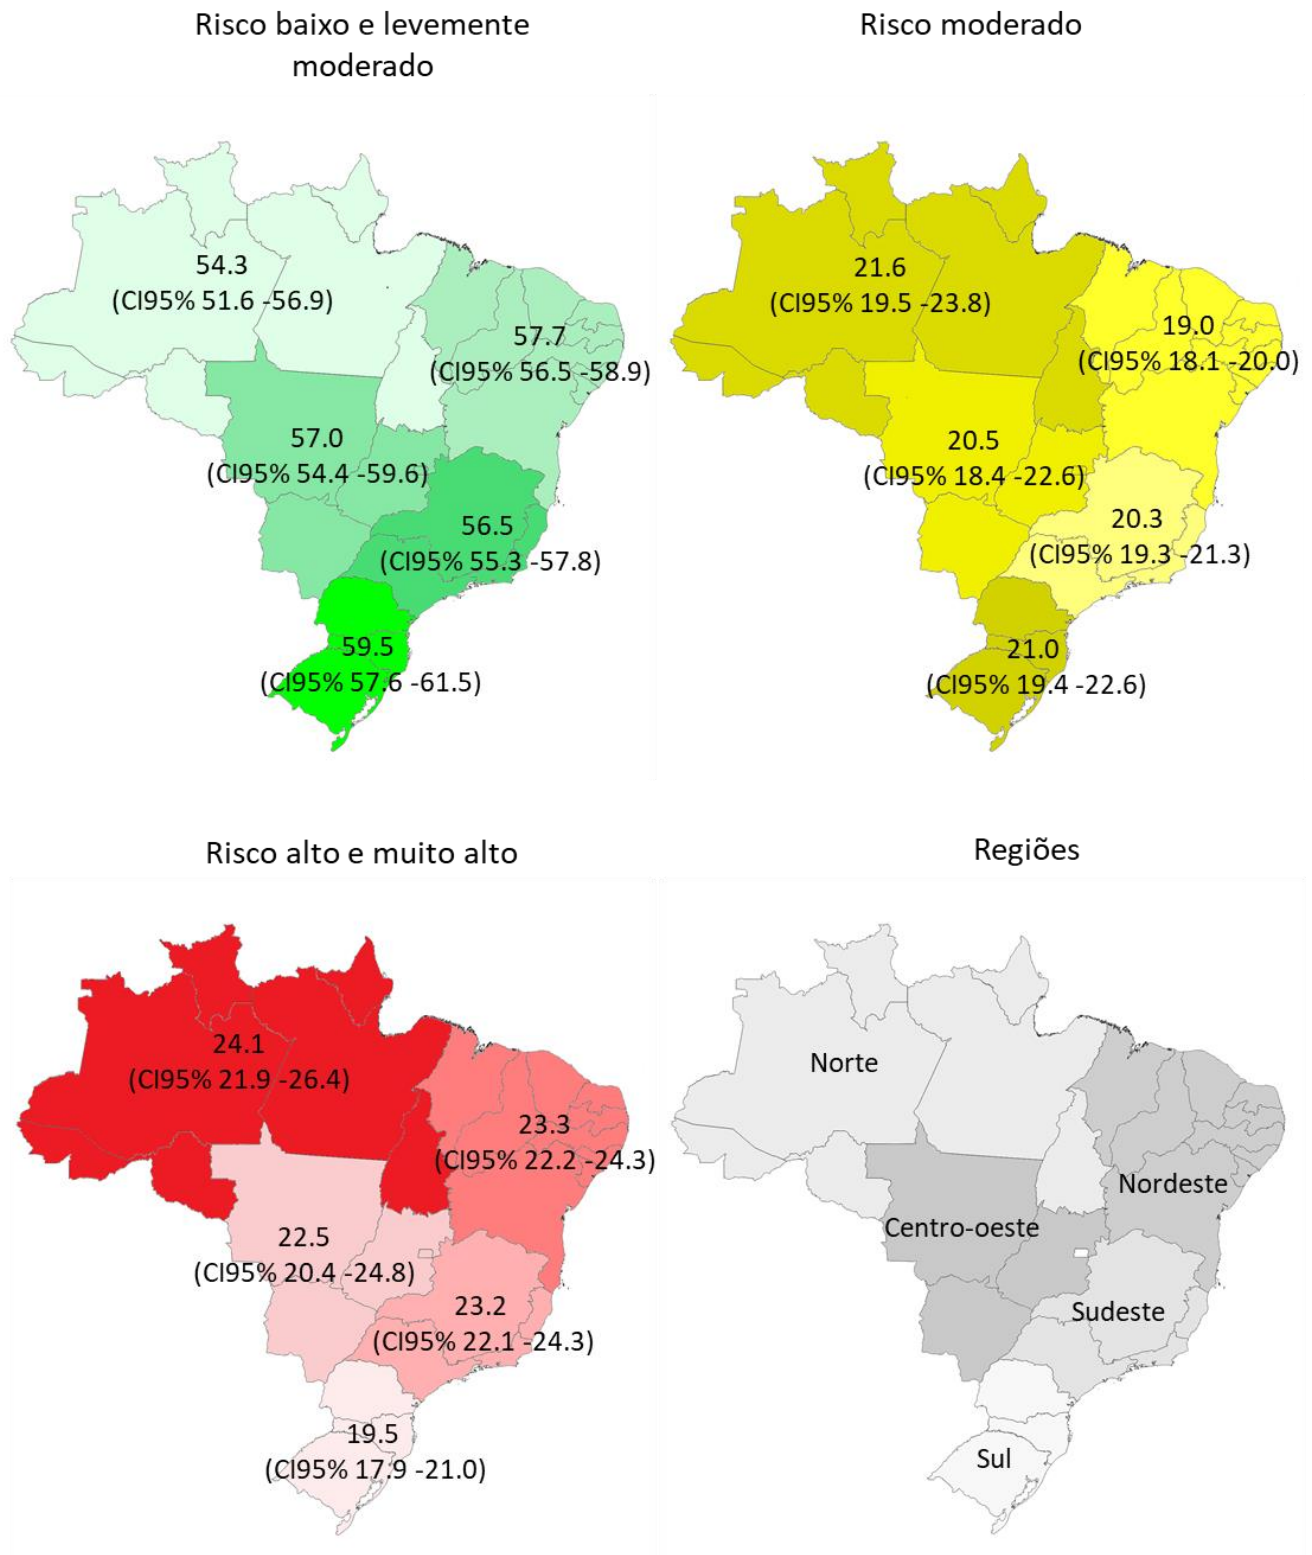 Risco baixo e levemente
moderado
54.3
(CI95% 51.6 -56.9)
57.7
(CI95% 56.5 -58.9)
57.0
(CI95% 54.4 -59.6)
56.5
(CI95% 55.3 -57.8)
59.5
(CI95% 57.6 -61.5)
Risco moderado
21.6
(CI95% 19.5 -23.8)
19.0
(CI95% 18.1 -20.0)
20.5
(CI95% 18.4 -22.6)
20.3
(CI95% 19.3 -21.3)
21.0
(CI95% 19.4 -22.6)
Risco alto e muito alto
24.1
(CI95% 21.9 -26.4)
23.3
(CI95% 22.2 -24.3)
22.5
(CI95% 20.4 -24.8)
23.2
(CI95% 22.1 -24.3)
19.5
(CI95% 17.9 -21.0)
Regiões
Norte
Nordeste
Centro-oeste
Sudeste
Sul